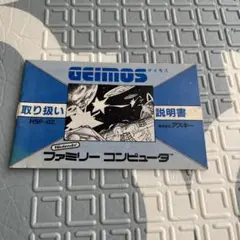 GEIMOS
ゲイモス
取り扱い
説明書
HSP-02
株式会社アスキー
Nintendo
ファミリー コンピュータ